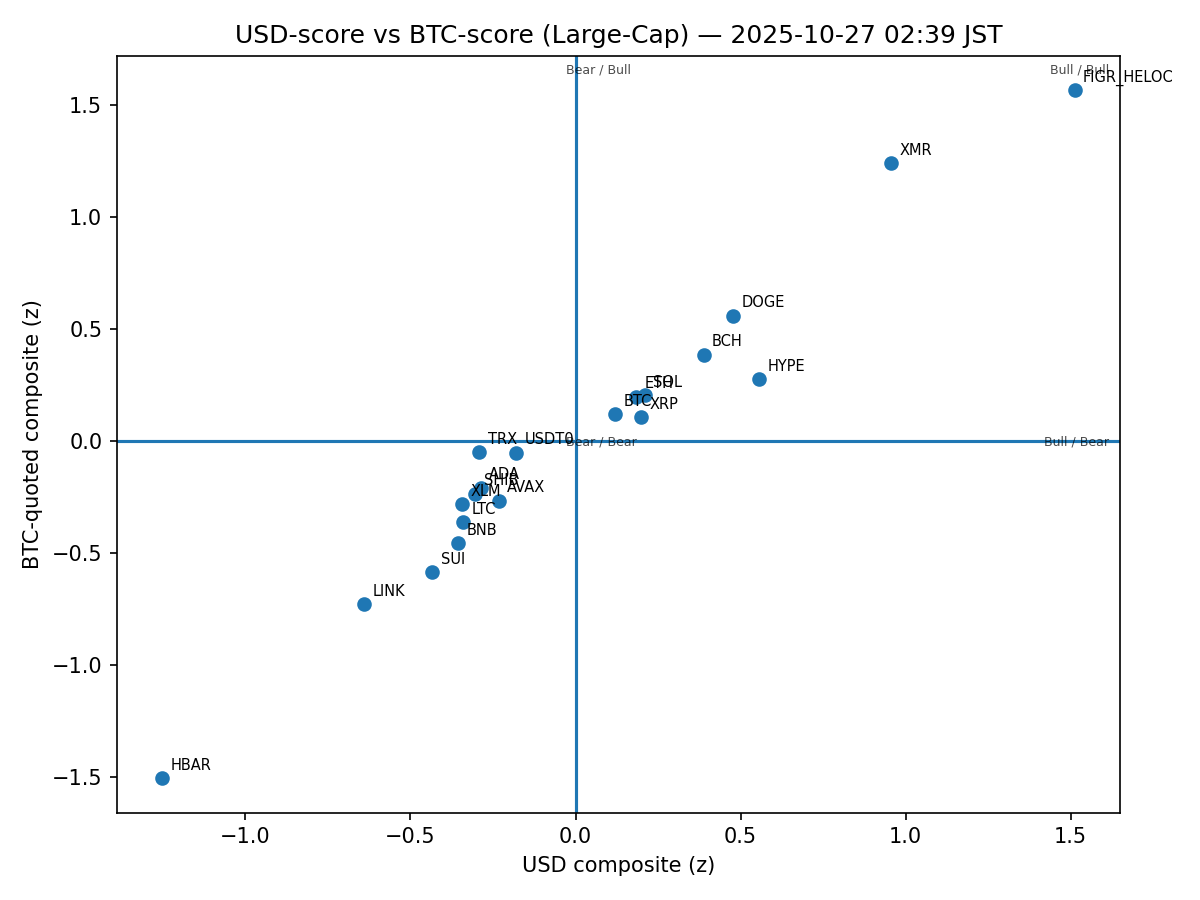 USD-score vs BTC-score (Large-Cap) — 2025-10-27 02:39 JST
Bear / Bull
Bull / Bull
FIGR_HELOC
XMR
DOGE
BCH
HYPE
ETH
SOL
BTC
XRP
TRX
USDT0
Bear / Bear
Bull / Bear
ADA
SHIB
AVAX
XLM
LTC
BNB
SUI
LINK
HBAR
1.5
1.0
0.5
0.0
−0.5
−1.0
−1.5
BTC-quoted composite (z)
−1.0
−0.5
0.0
0.5
1.0
1.5
USD composite (z)